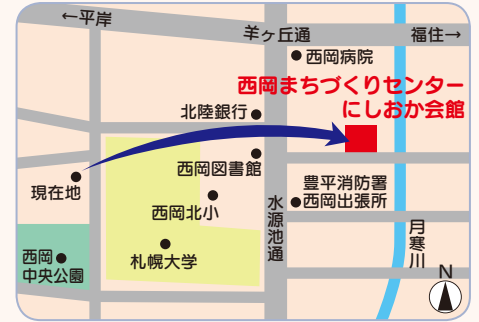 ←平岸
羊ヶ丘通
福住→
西岡病院
西岡まちづくりセンター
にしおか会館
北陸銀行
西岡図書館
現在地
西岡北小
豊平消防署
西岡出張所
水源池通
月寒川
札幌大学
西岡
中央公園
N